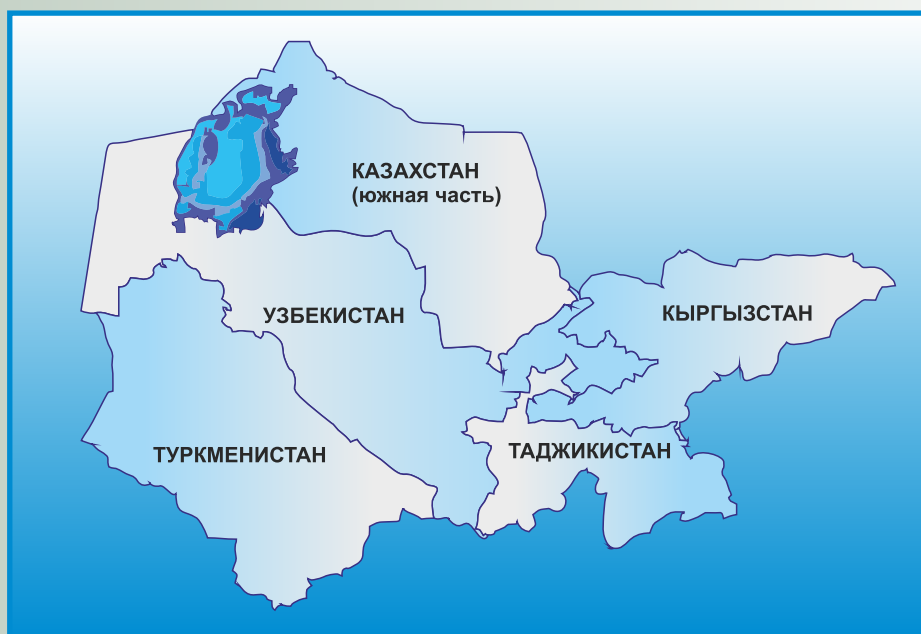 КАЗАХСТАН
(южная часть)
УЗБЕКИСТАН
КЫРГЫЗСТАН
ТУРКМЕНИСТАН
ТАДЖИКИСТАН